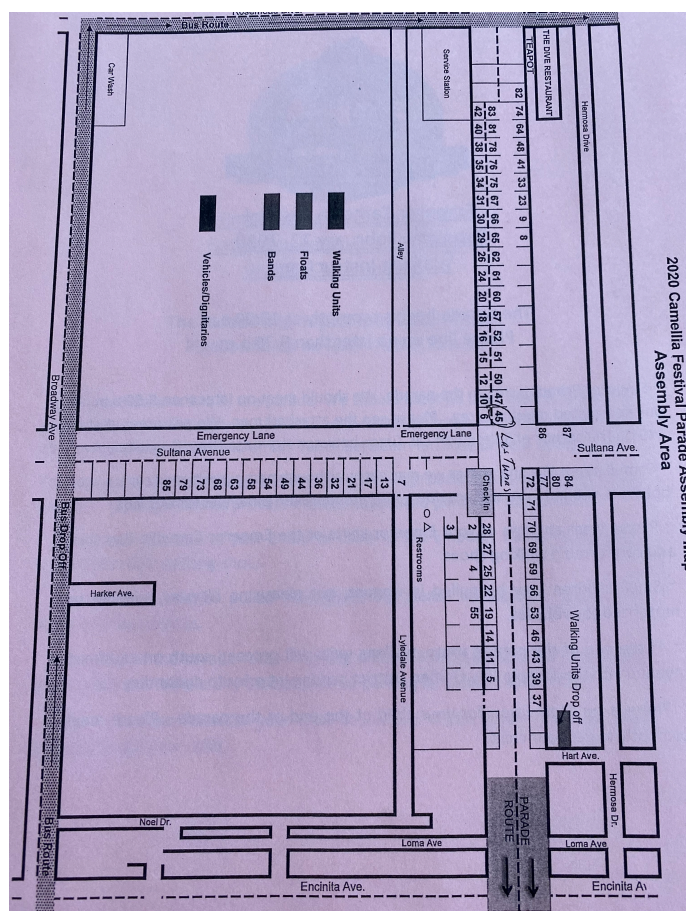 2020 Camellia Festival Parade Assembly Map
Assembly Area
Bus Route
Car Wash
Service Station
TEAPOT
THE DIVE RESTAURANT
Hermosa Drive
82 74 64 48 41 33 23 9 8
83 81 78 76 75 67 66 65 62 61 60 57 52 51 50 47 45
42 40 38 35 34 31 30 29 26 24 20 18 16 15 12 10 6
Alley
Walking Units
Floats
Bands
Vehicles/Dignitaries
Broadway Ave
Emergency Lane
Emergency Lane
Sultana Avenue
Sultana Ave.
Las Tunas
86
87
85 79 73 68 63 58 54 49 44 36 32 21 17 13 7
84
80
77
72 71 70 69 59 56 53 46 43 39 37
Check In
28 27 25 22 19 14 11 5
2 4 55
3
Restrooms
Walking Units Drop off
Bus Drop Off
Harker Ave.
Lyledale Avenue
Hart Ave.
Hermosa Dr.
PARADE
ROUTE
Noel Dr.
Loma Ave
Loma Ave
Bus Route
Encinita Ave.
Encinita Av